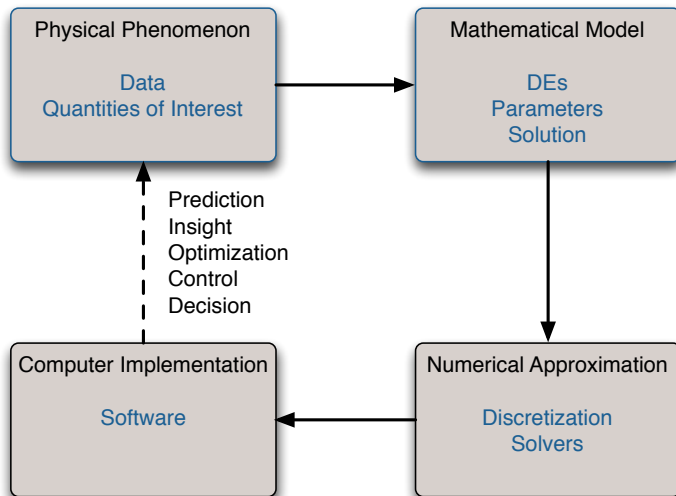 Physical Phenomenon
Data
Quantities of Interest
Mathematical Model
DEs
Parameters
Solution
Prediction
Insight
Optimization
Control
Decision
Computer Implementation
Software
Numerical Approximation
Discretization
Solvers